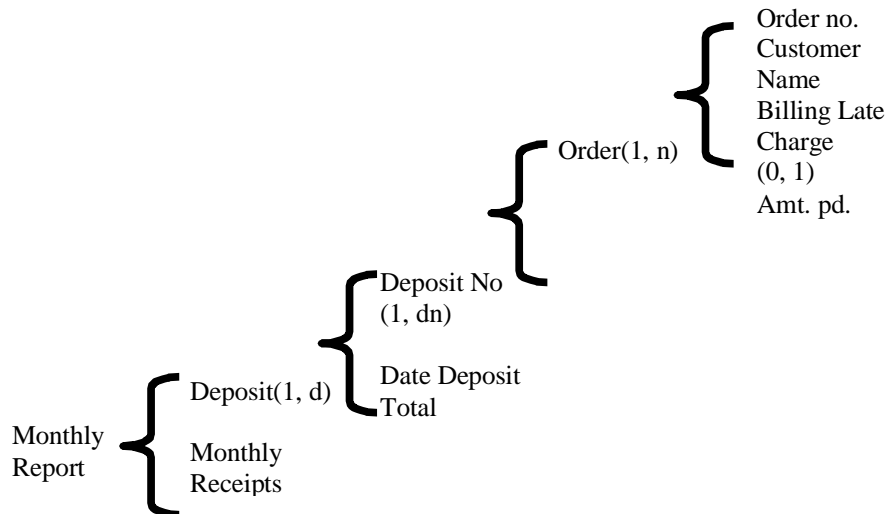 Order no.
Customer
Name
Billing Late
Charge
(0, 1)
Amt. pd.
Order(1, n)
Deposit No
(1, dn)
Date Deposit
Total
Deposit(1, d)
Monthly
Receipts
Monthly
Report